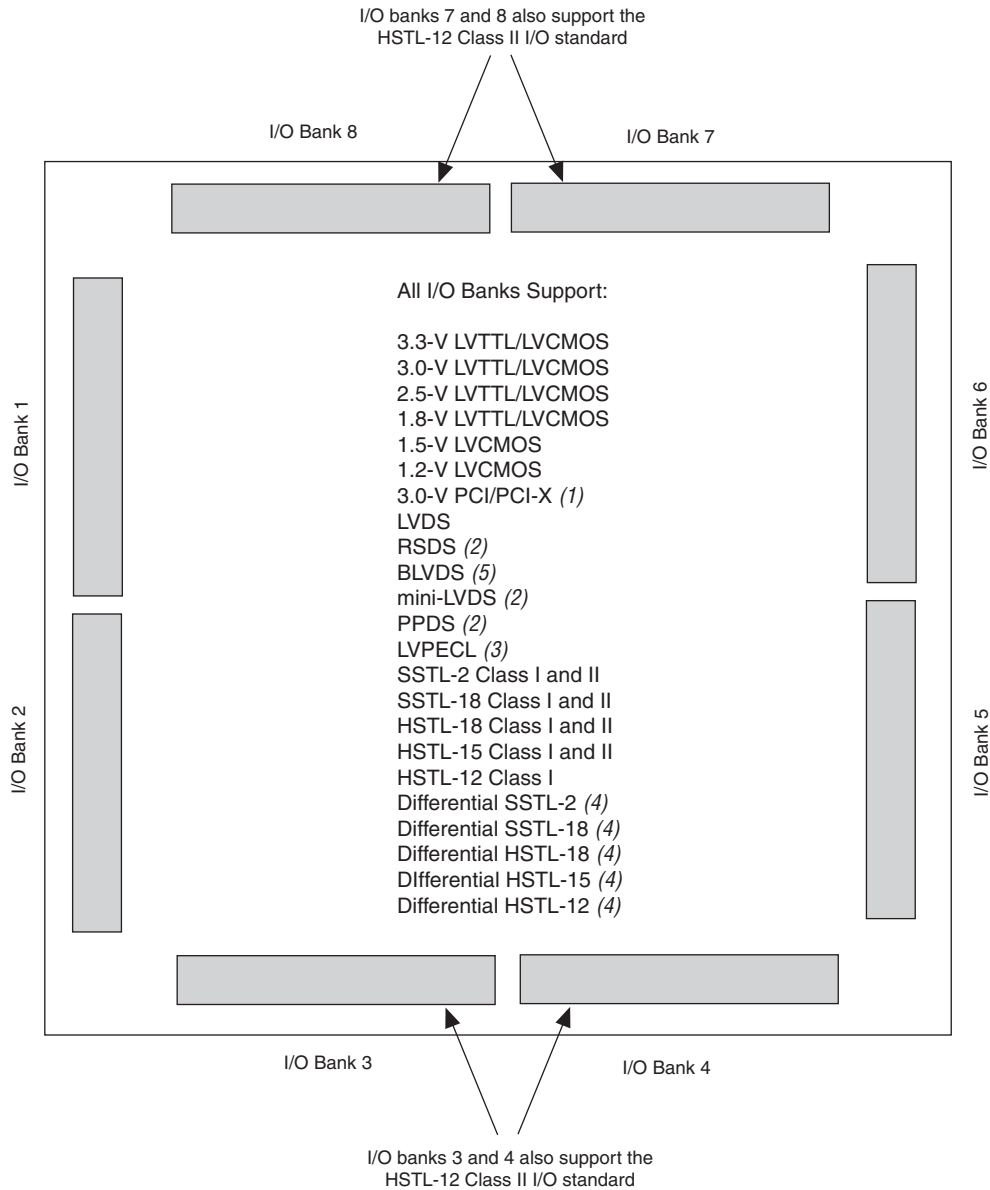 I/O banks 7 and 8 also support the
HSTL-12 Class II I/O standard
I/O Bank 8
I/O Bank 7
I/O Bank 1
I/O Bank 2
All I/O Banks Support:
3.3-V LVTTL/LVCMOS
3.0-V LVTTL/LVCMOS
2.5-V LVTTL/LVCMOS
1.8-V LVTTL/LVCMOS
1.5-V LVCMOS
1.2-V LVCMOS
3.0-V PCI/PCI-X (1)
LVDS
RSDS (2)
BLVDS (5)
mini-LVDS (2)
PPDS (2)
LVPECL (3)
SSTL-2 Class I and II
SSTL-18 Class I and II
HSTL-18 Class I and II
HSTL-15 Class I and II
HSTL-12 Class I
Differential SSTL-2 (4)
Differential SSTL-18 (4)
Differential HSTL-18 (4)
DIfferential HSTL-15 (4)
Differential HSTL-12 (4)
I/O Bank 6
I/O Bank 5
I/O Bank 3
I/O Bank 4
I/O banks 3 and 4 also support the
HSTL-12 Class II I/O standard